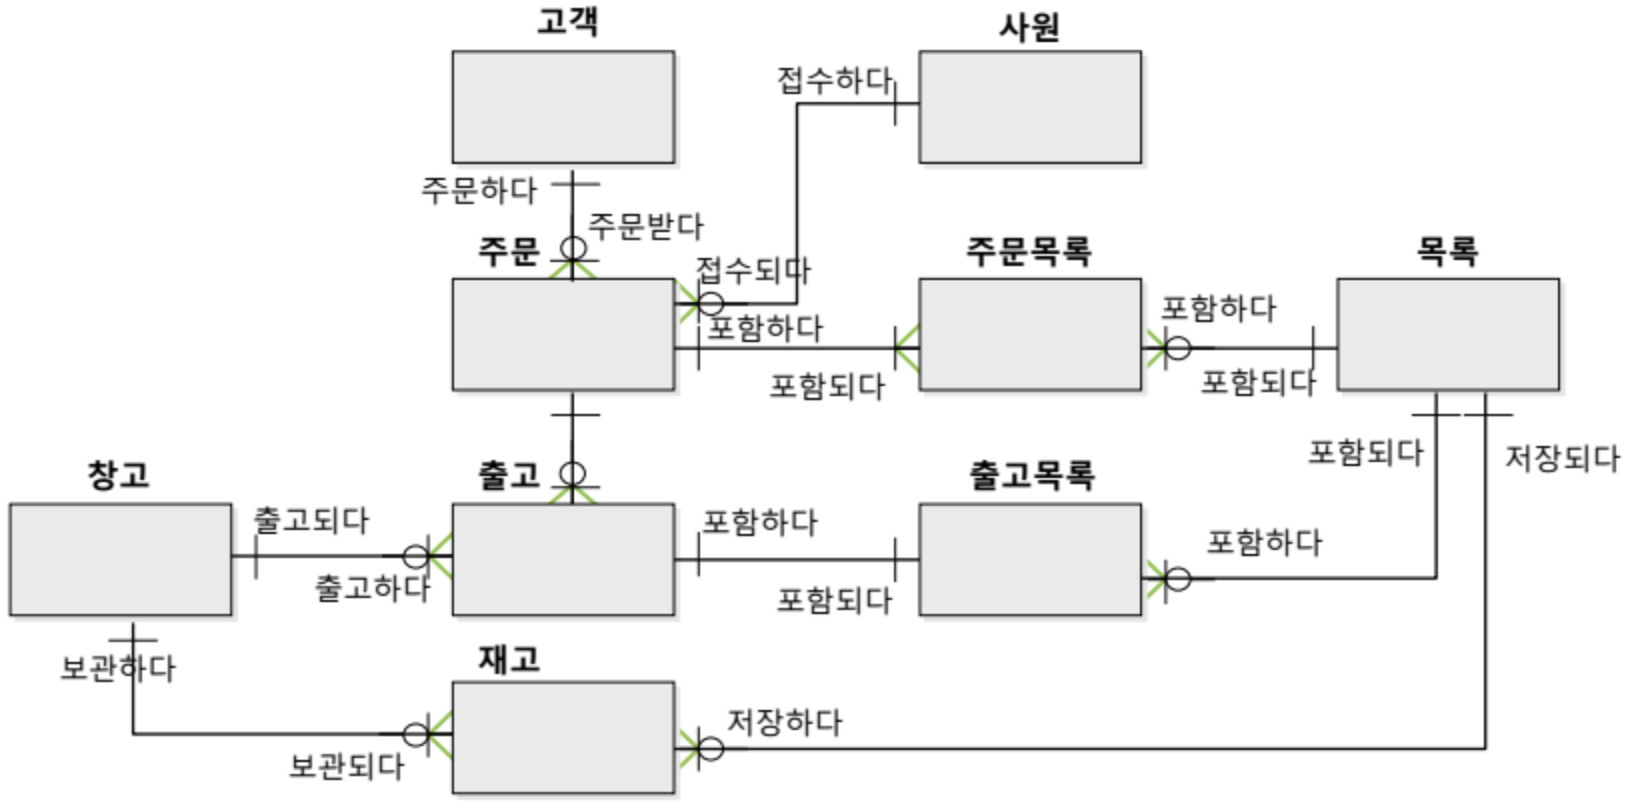 고객
사원
접수하다
주문하다
주문받다
주문
접수되다
주문목록
목록
포함하다
포함되다
포함하다
포함되다
포함되다
저장되다
창고
출고
출고목록
출고되다
출고하다
포함하다
포함되다
포함하다
보관하다
재고
보관되다
저장하다